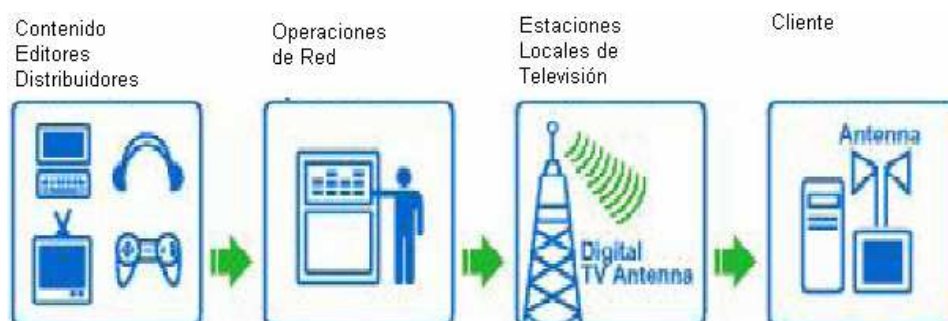 Contenido
Editores
Distribuidores
Operaciones
de Red
Estaciones
Locales de
Televisión
Cliente
Digital
TV Antenna
Antenna